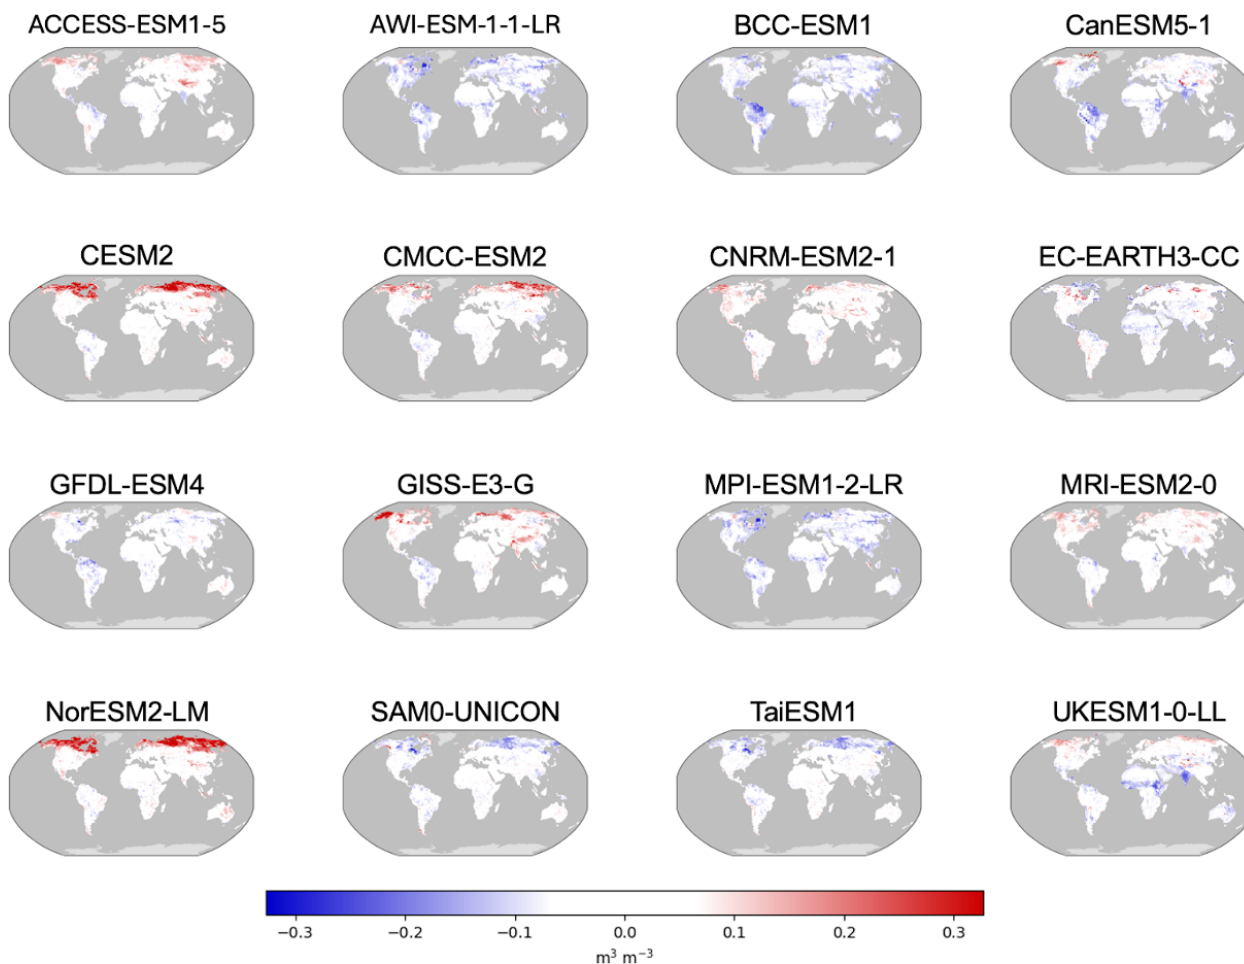 ACCESS-ESM1-5 AWI-ESM-1-1-LR BCC-ESM1 CanESM5-1
CESM2 CMCC-ESM2 CNRM-ESM2-1 EC-EARTH3-CC
GFDL-ESM4 GISS-E3-G MPI-ESM1-2-LR MRI-ESM2-0
NorESM2-LM SAM0-UNICON TaiESM1 UKESM1-0-LL
−0.3 −0.2 −0.1 0.0 0.1 0.2 0.3
m³ m⁻³